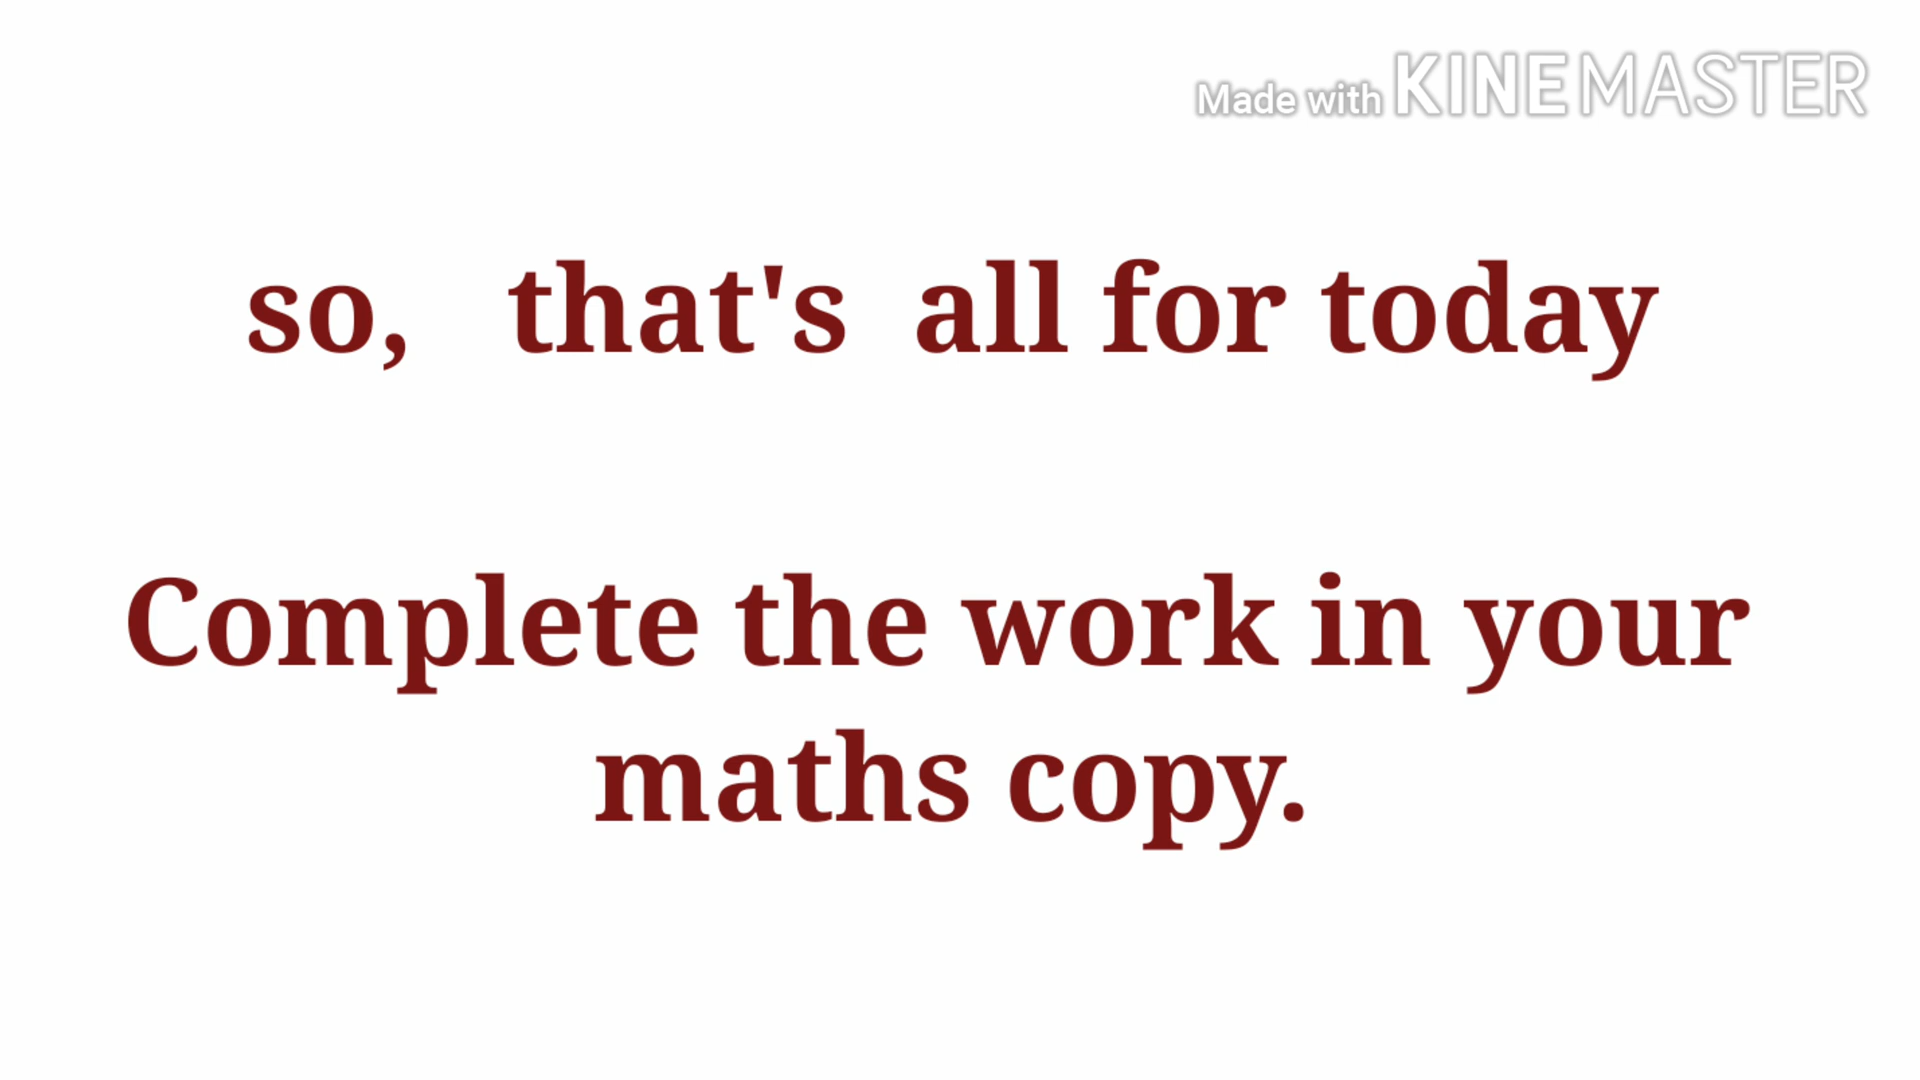 Made with KINEMASTER
so, that's all for today
Complete the work in your
maths copy.